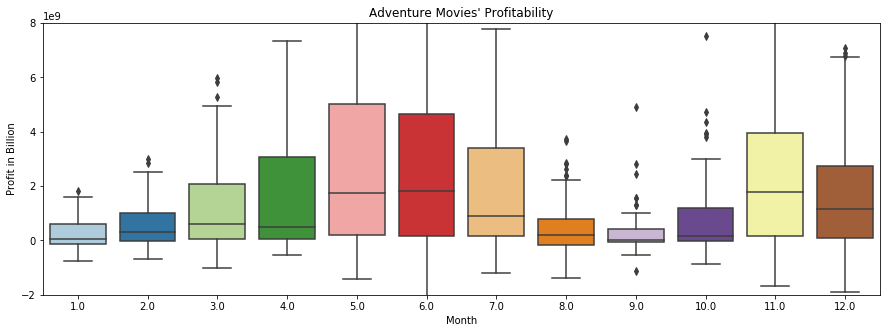 Adventure Movies' Profitability
1e9
Profit in Billion
8
6
4
2
0
−2
1.0 2.0 3.0 4.0 5.0 6.0 7.0 8.0 9.0 10.0 11.0 12.0
Month